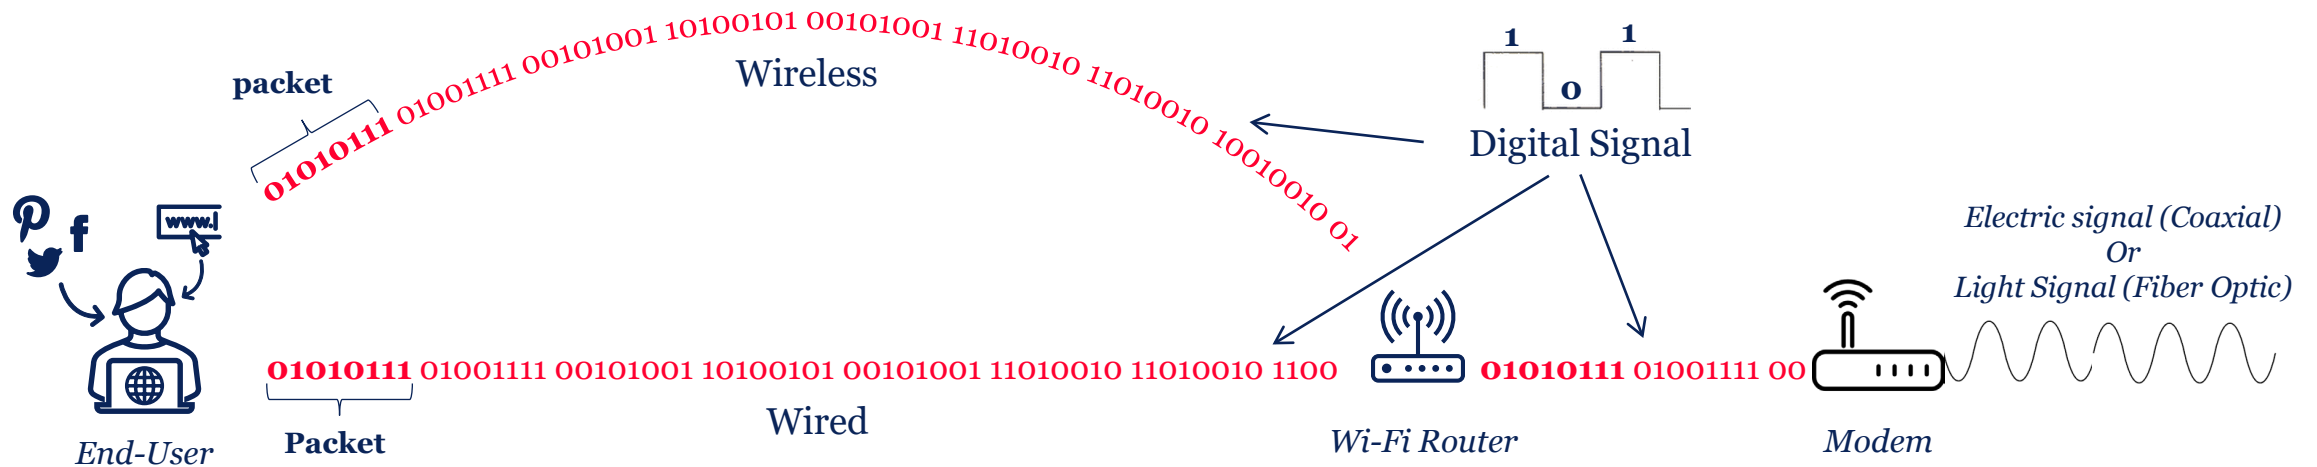 packet
01010111 01001111 00101001 10100101 00101001 11010010 11010010 10010010 01
Wireless
1
0
1
Digital Signal
www.
Electric signal (Coaxial)
Or
Light Signal (Fiber Optic)
01010111 01001111 00101001 10100101 00101001 11010010 11010010 1100
01010111 01001111 00
Packet
Wired
End-User
Wi-Fi Router
Modem